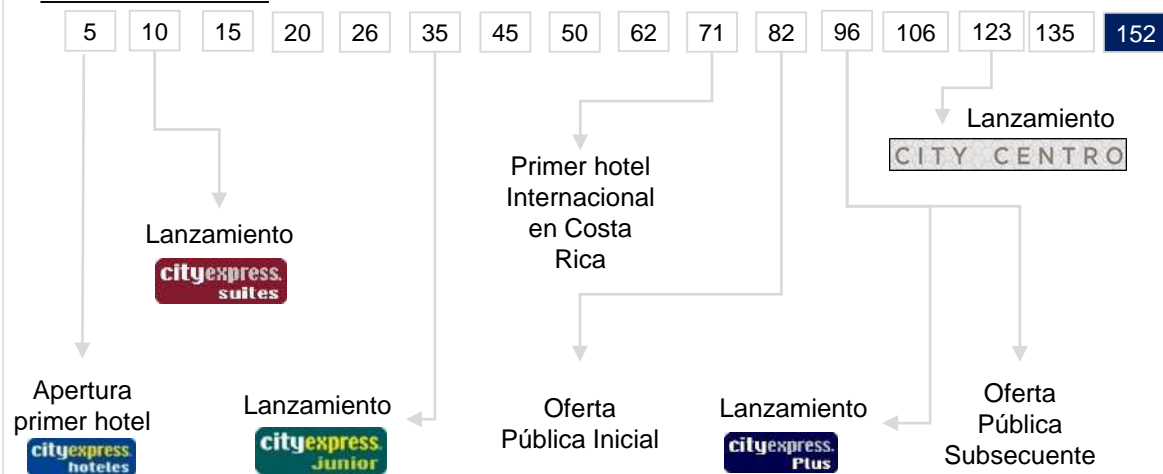 5 10 15 20 26 35 45 50 62 71 82 96 106 123 135 152
Lanzamiento
CITY CENTRO
Primer hotel
Internacional
en Costa
Rica
Lanzamiento
cityexpress.
suites
Apertura
primer hotel
cityexpress.
hoteles
Lanzamiento
cityexpress.
Junior
Oferta
Pública Inicial
Lanzamiento
cityexpress.
Plus
Oferta
Pública
Subsecuente